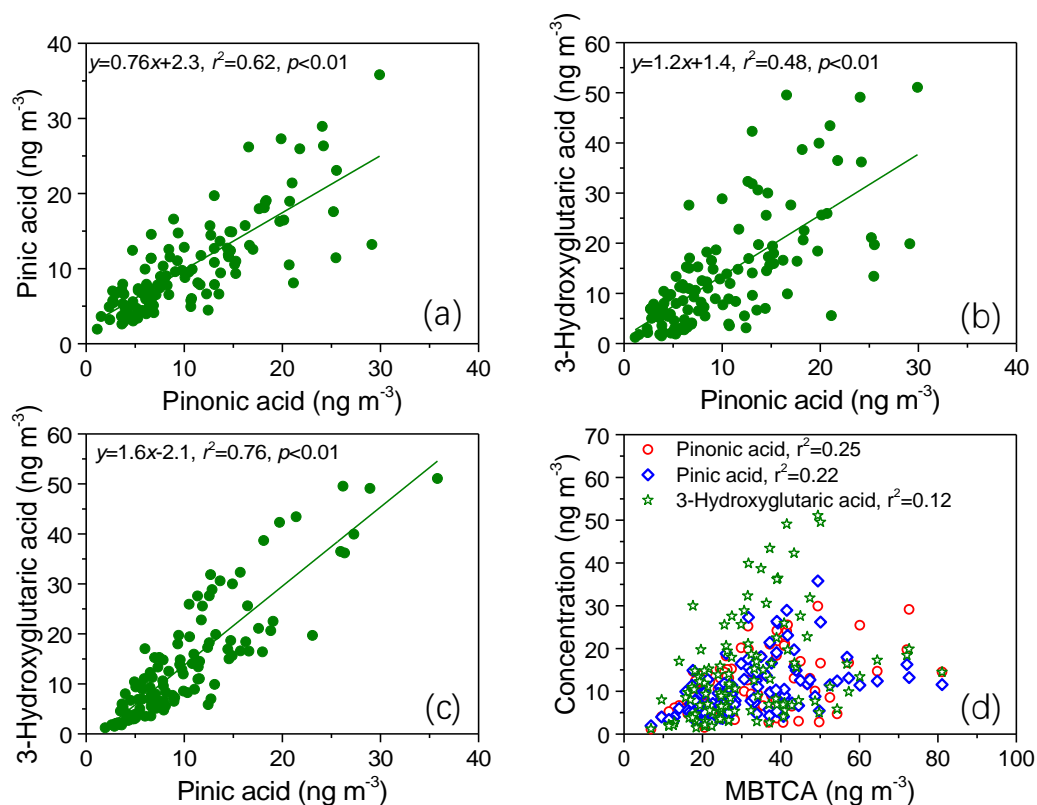 40
30
20
10
0
Pinic acid (ng m⁻³)
y=0.76x+2.3, r²=0.62, p<0.01
(a)
0 10 20 30 40
Pinonic acid (ng m⁻³)
60
50
40
30
20
10
0
3-Hydroxyglutaric acid (ng m⁻³)
y=1.2x+1.4, r²=0.48, p<0.01
(b)
0 10 20 30 40
Pinonic acid (ng m⁻³)
60
50
40
30
20
10
0
3-Hydroxyglutaric acid (ng m⁻³)
y=1.6x-2.1, r²=0.76, p<0.01
(c)
0 10 20 30 40
Pinic acid (ng m⁻³)
70
60
50
40
30
20
10
0
Concentration (ng m⁻³)
Pinonic acid, r²=0.25
Pinic acid, r²=0.22
3-Hydroxyglutaric acid, r²=0.12
(d)
0 20 40 60 80 100
MBTCA (ng m⁻³)